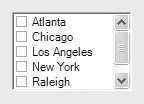 Atlanta
Chicago
Los Angeles
New York
Raleigh